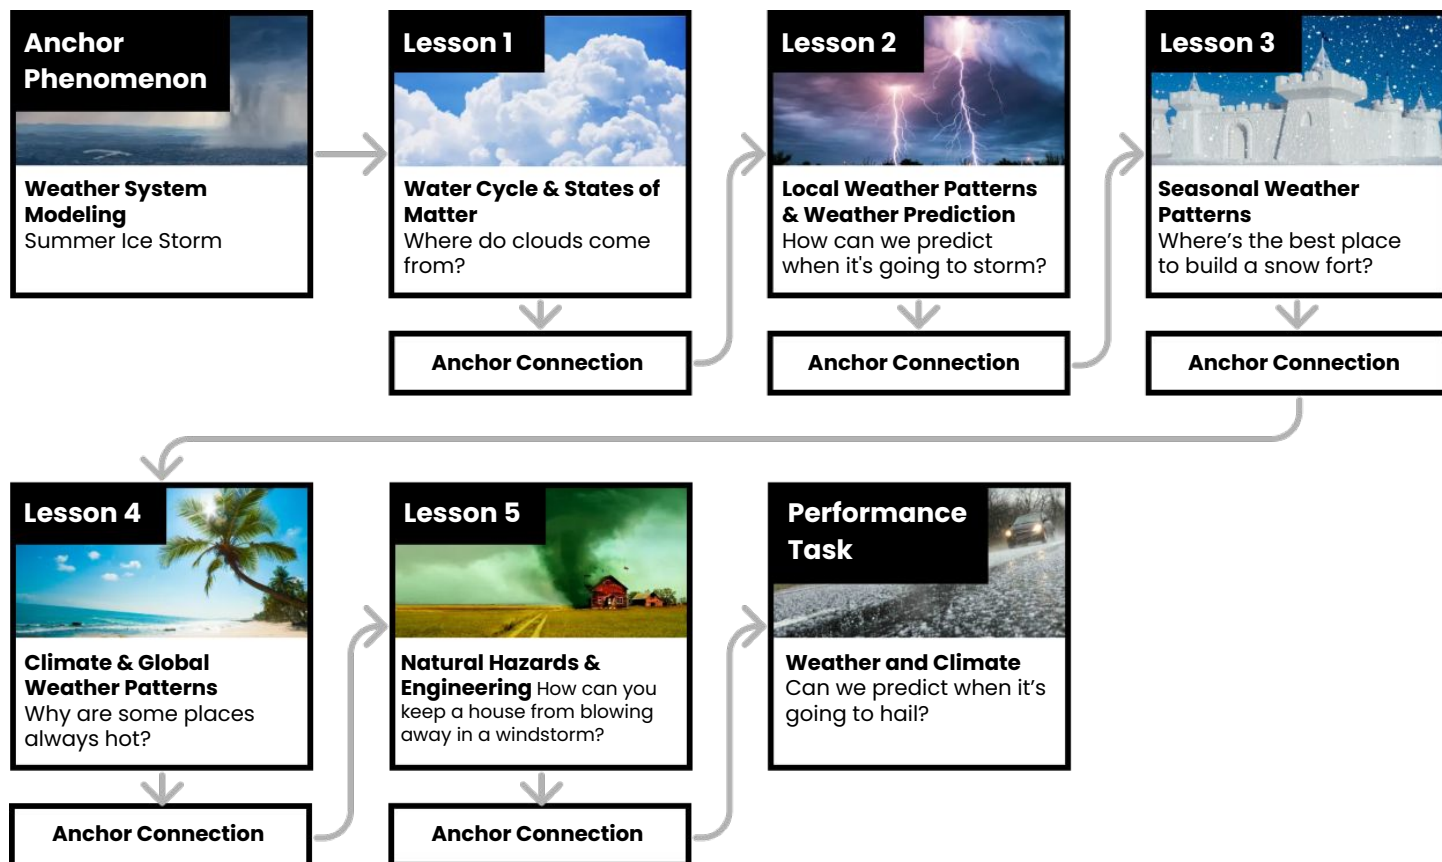 Anchor
Phenomenon
Weather System
Modeling
Summer Ice Storm
Lesson 1
Water Cycle & States of
Matter
Where do clouds come
from?
Anchor Connection
Lesson 2
Local Weather Patterns
& Weather Prediction
How can we predict
when it's going to storm?
Anchor Connection
Lesson 3
Seasonal Weather
Patterns
Where’s the best place
to build a snow fort?
Anchor Connection
Lesson 4
Climate & Global
Weather Patterns
Why are some places
always hot?
Anchor Connection
Lesson 5
Natural Hazards &
Engineering How can you
keep a house from blowing
away in a windstorm?
Anchor Connection
Performance
Task
Weather and Climate
Can we predict when it’s
going to hail?